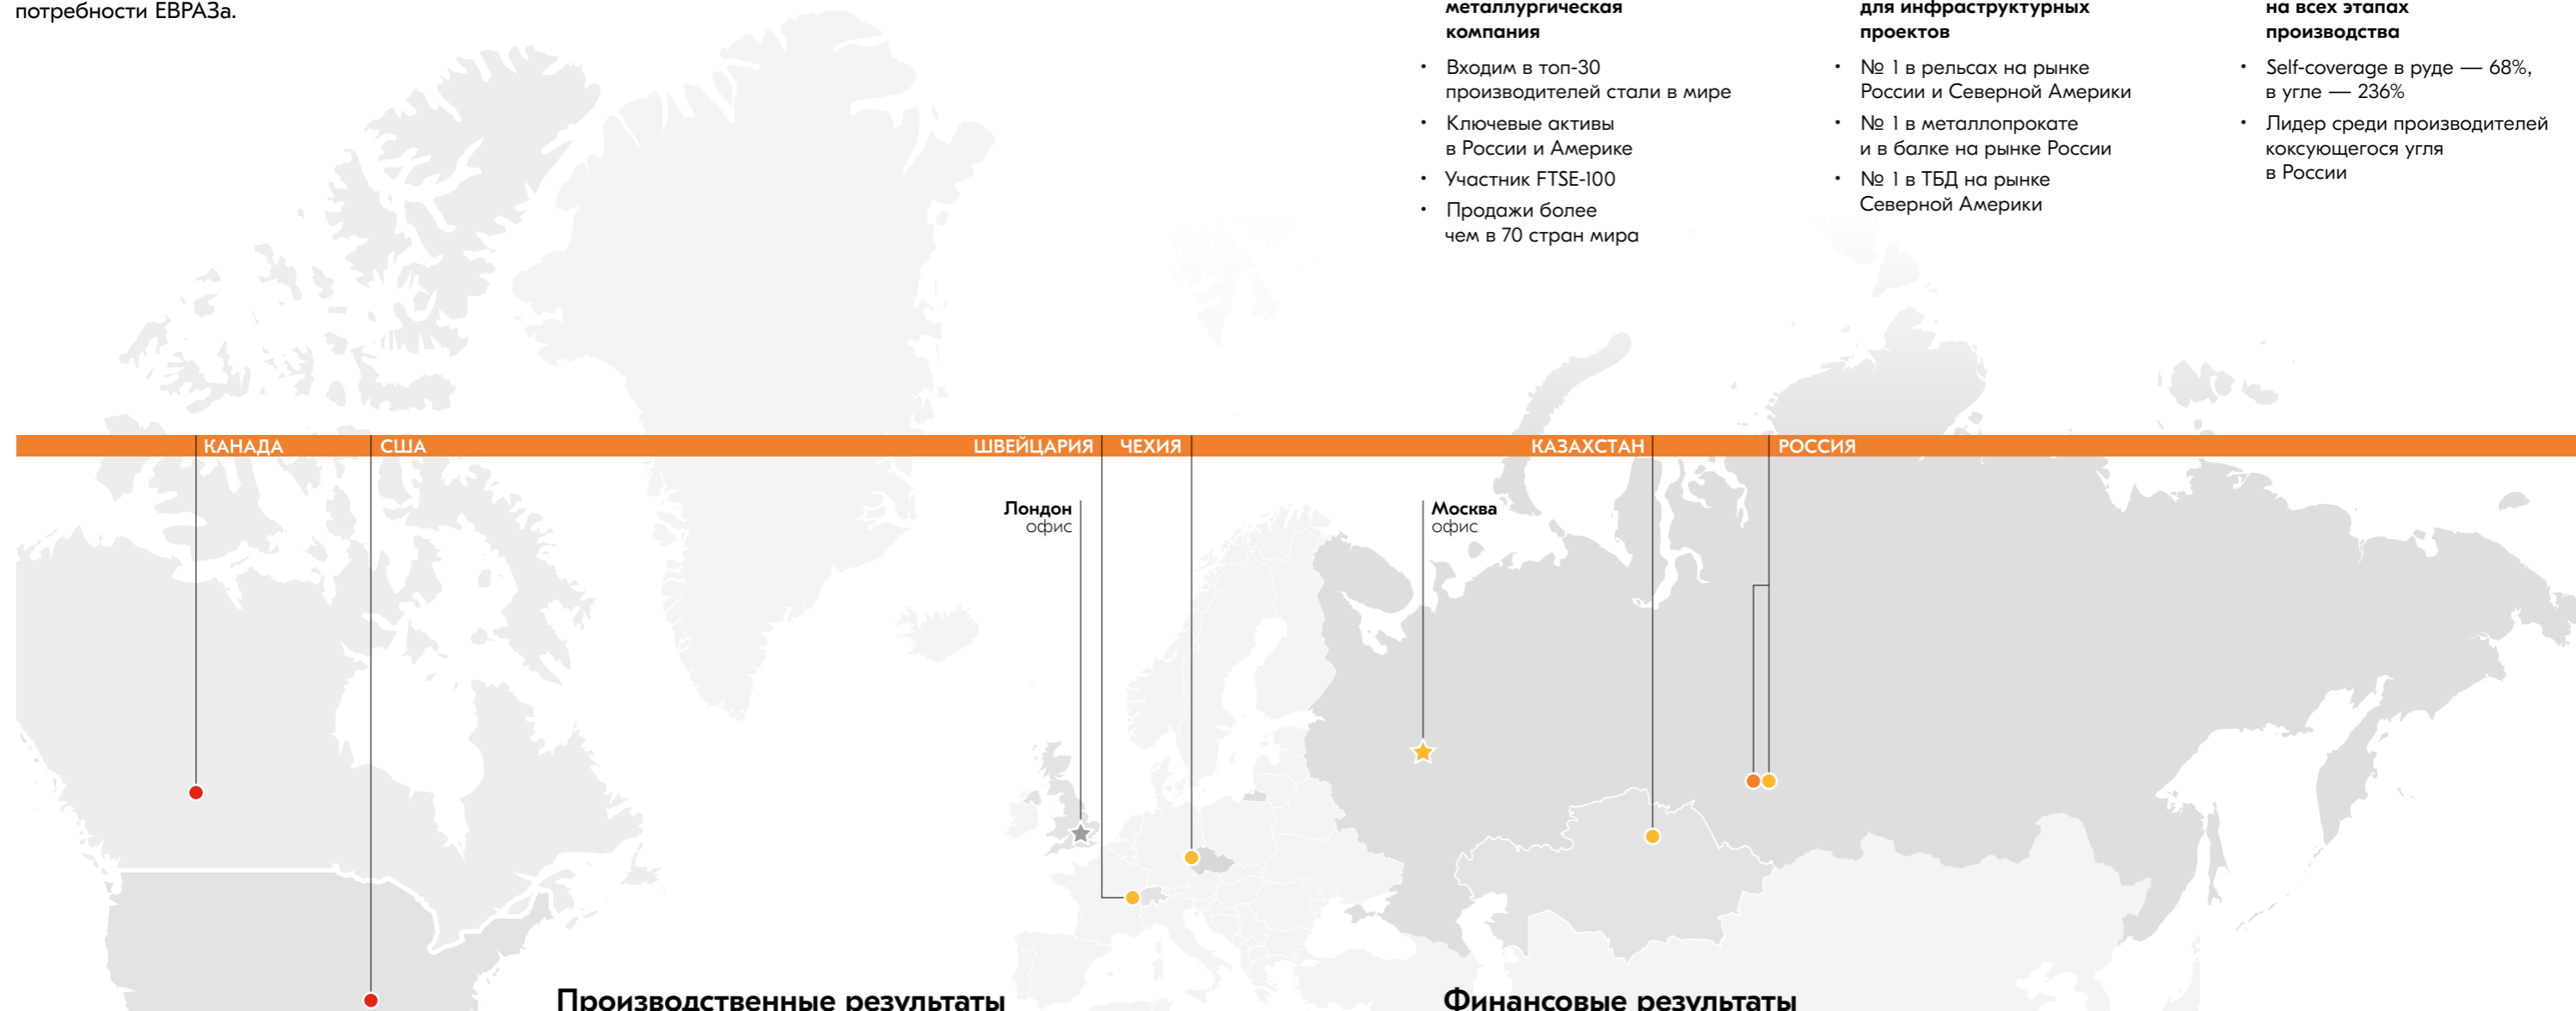 потребности ЕВРАЗа.
металлургическая
компания
• Входим в топ-30
производителей стали в мире
• Ключевые активы
в России и Америке
• Участник FTSE-100
• Продажи более
чем в 70 стран мира
для инфраструктурных
проектов
• № 1 в рельсах на рынке
России и Северной Америки
• № 1 в металлопрокате
и в балке на рынке России
• № 1 в ТБД на рынке
Северной Америки
на всех этапах
производства
• Self-coverage в руде — 68%,
в угле — 236%
• Лидер среди производителей
коксующегося угля
в России
КАНАДА
США
ШВЕЙЦАРИЯ
ЧЕХИЯ
КАЗАХСТАН
РОССИЯ
Лондон
офис
Москва
офис
Производственные результаты
Финансовые результаты